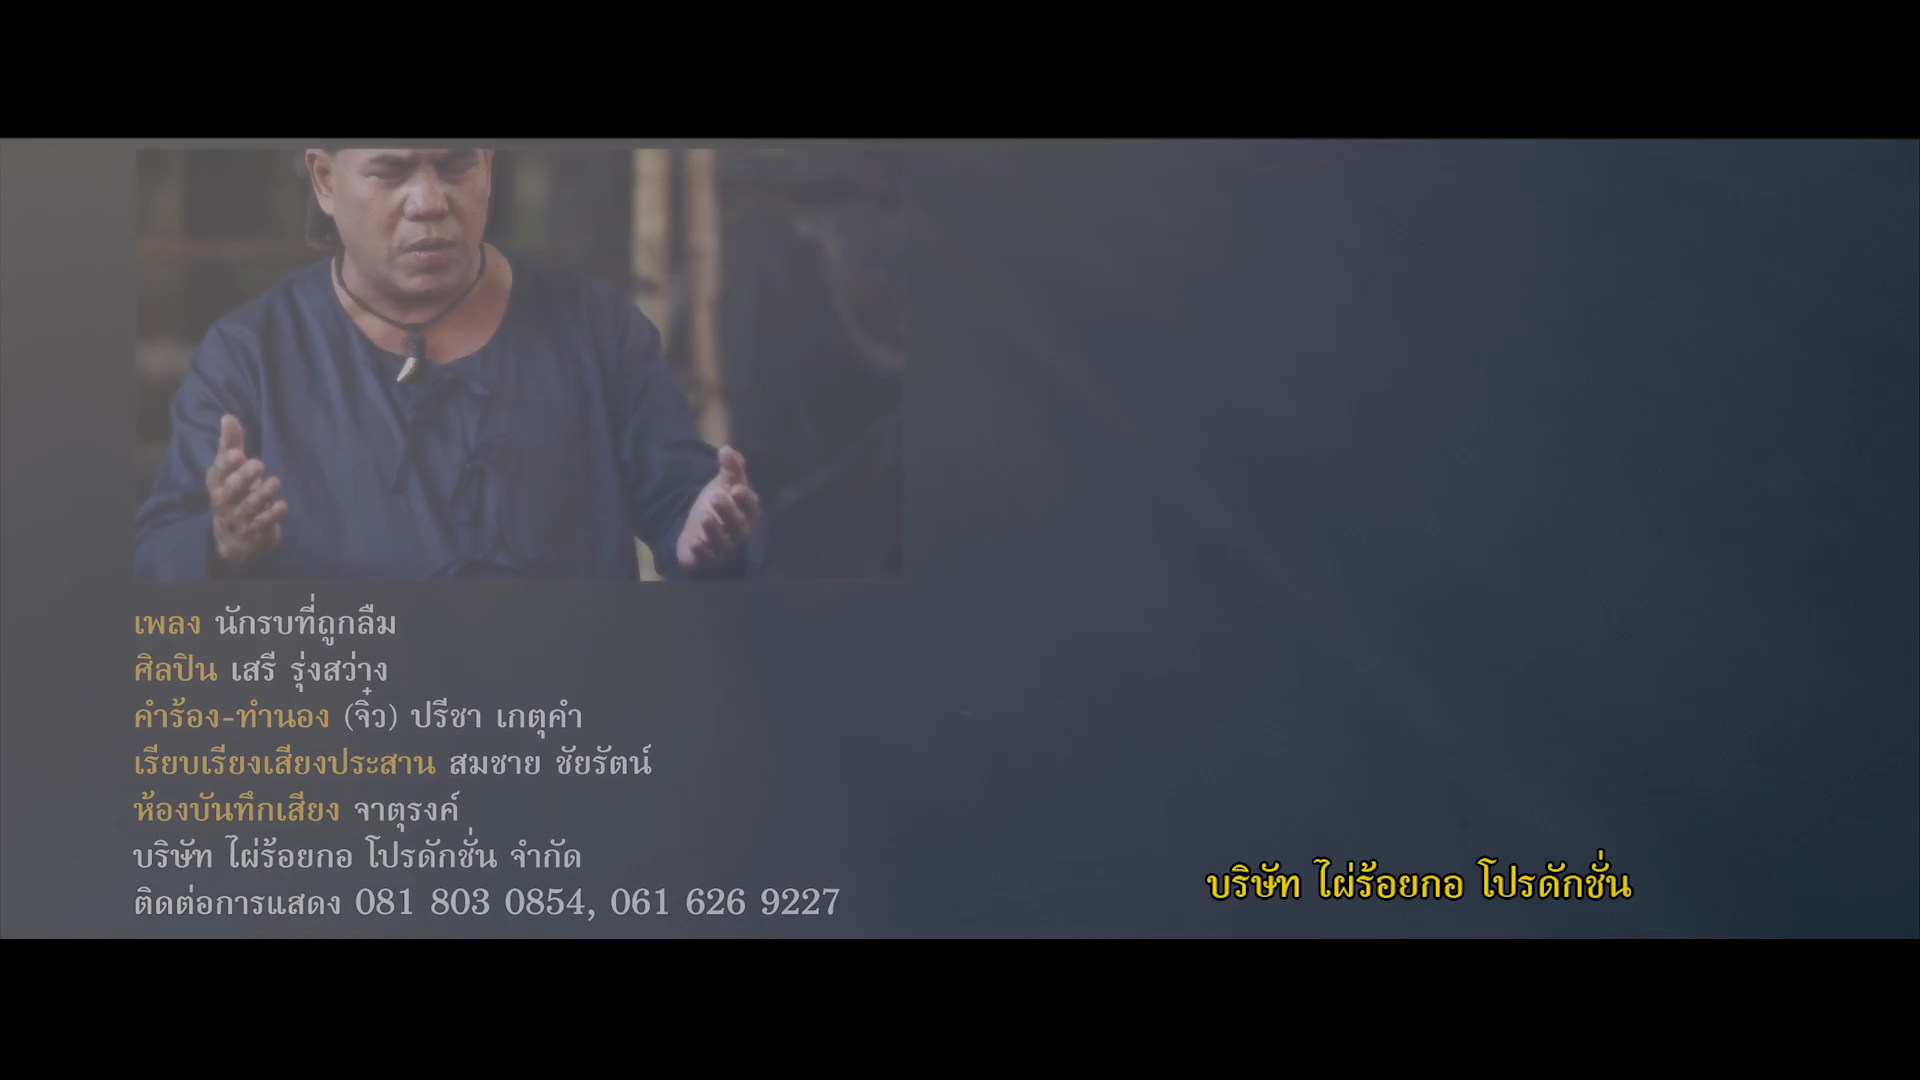 เพลง นักรบที่ถูกลืม
ศิลปิน เสรี รุ่งสว่าง
คำร้อง-ทำนอง (จิ๋ว) ปรีชา เกตุคำ
เรียบเรียงเสียงประสาน สมชาย ชัยรัตน์
ห้องบันทึกเสียง จาตุรงค์
บริษัท ไผ่ร้อยกอ โปรดักชั่น จำกัด
ติดต่อการแสดง 081 803 0854, 061 626 9227
บริษัท ไผ่ร้อยกอ โปรดักชั่น